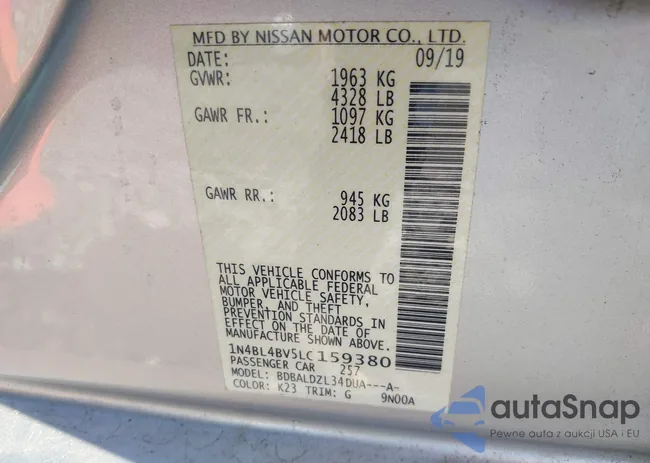 MFD BY NISSAN MOTOR CO., LTD.
DATE: 09/19
GVWR: 1963 KG
4328 LB
GAWR FR.: 1097 KG
2418 LB
GAWR RR.: 945 KG
2083 LB
THIS VEHICLE CONFORMS TO
ALL APPLICABLE FEDERAL
MOTOR VEHICLE SAFETY,
BUMPER, AND THEFT
PREVENTION STANDARDS IN
EFFECT ON THE DATE OF
MANUFACTURE SHOWN ABOVE.
1N4BL4BV5LC159380
PASSENGER CAR 257
MODEL: BDBALDZL34DUA---A-
COLOR: K23 TRIM: G 9N00A
autoSnap
Pewne auta z aukcji USA i EU